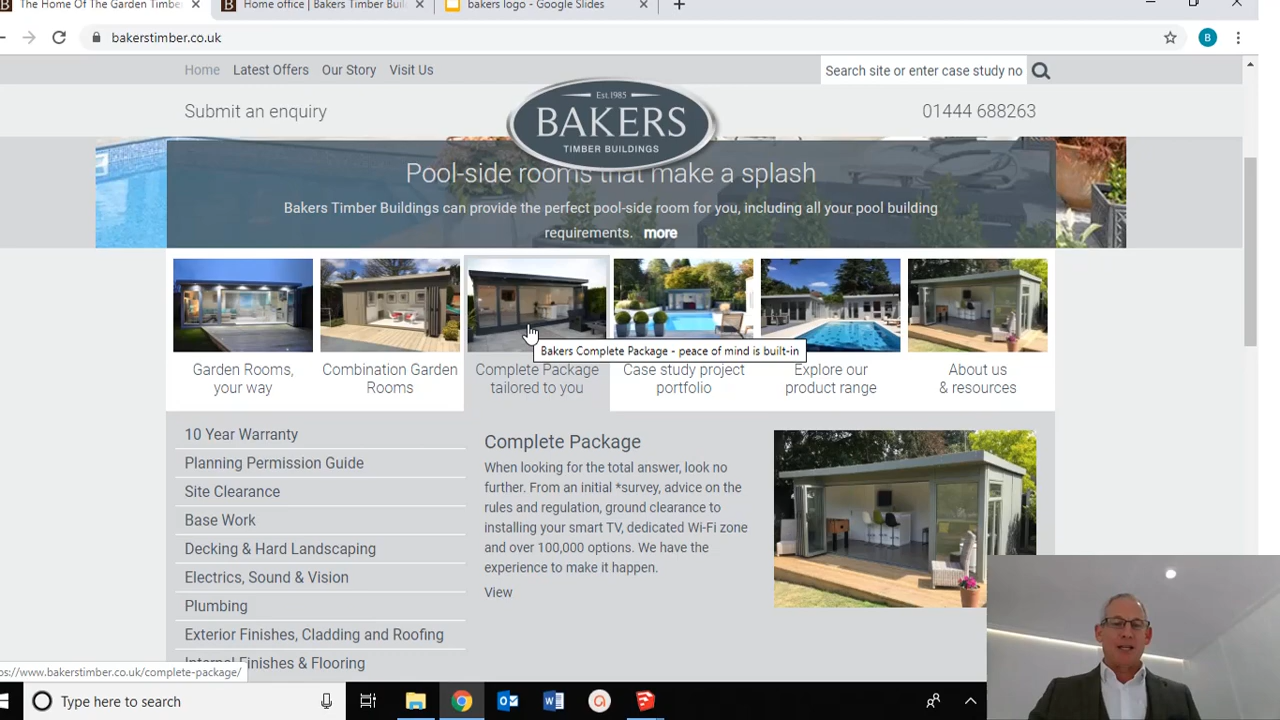 The Home Of The Garden Timbe
Home office | Bakers Timber Buil
bakers logo - Google Slides
bakerstimber.co.uk
B
Home
Latest Offers
Our Story
Visit Us
Search site or enter case study no
Submit an enquiry
Est.1985
BAKERS
TIMBER BUILDINGS
01444 688263
Pool-side rooms that make a splash
Bakers Timber Buildings can provide the perfect pool-side room for you, including all your pool building
requirements. more
Bakers Complete Package - peace of mind is built-in
Garden Rooms,
your way
Combination Garden
Rooms
Complete Package
tailored to you
Case study project
portfolio
Explore our
product range
About us
& resources
10 Year Warranty
Planning Permission Guide
Site Clearance
Base Work
Decking & Hard Landscaping
Electrics, Sound & Vision
Plumbing
Exterior Finishes, Cladding and Roofing
Internal Finishes & Flooring
Complete Package
When looking for the total answer, look no
further. From an initial *survey, advice on the
rules and regulation, ground clearance to
installing your smart TV, dedicated Wi-Fi zone
and over 100,000 options. We have the
experience to make it happen.
View
ps://www.bakerstimber.co.uk/complete-package/
Type here to search